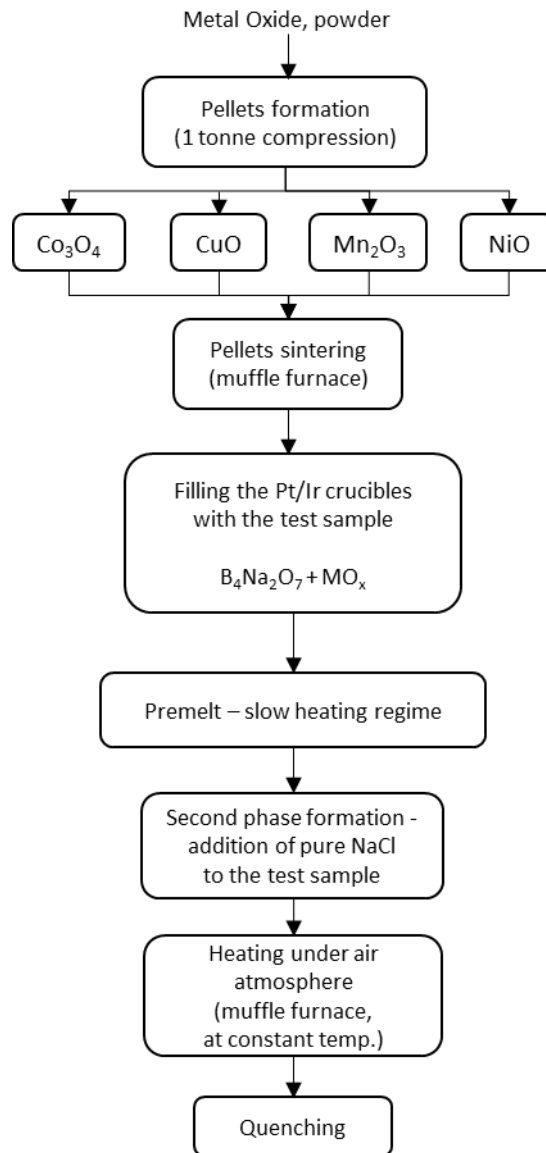 Metal Oxide, powder
Pellets formation
(1 tonne compression)
Co₃O₄
CuO
Mn₂O₃
NiO
Pellets sintering
(muffle furnace)
Filling the Pt/Ir crucibles
with the test sample
B₄Na₂O₇ + MOₓ
Premelt – slow heating regime
Second phase formation -
addition of pure NaCl
to the test sample
Heating under air
atmosphere
(muffle furnace,
at constant temp.)
Quenching